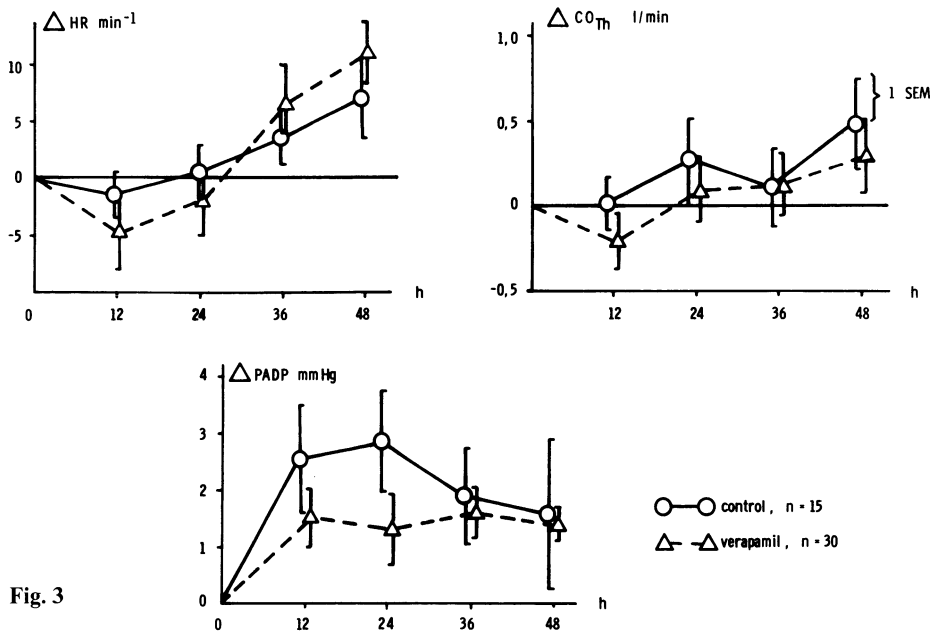 △ HR min⁻¹
10
5
0
-5
0 12 24 36 48 h
△ CO_Th l/min
1,0
0,5
0
-0,5
12 24 36 48 h
1 SEM
△ PADP mmHg
4
3
2
1
0
12 24 36 48 h
control, n = 15
verapamil, n = 30
Fig. 3